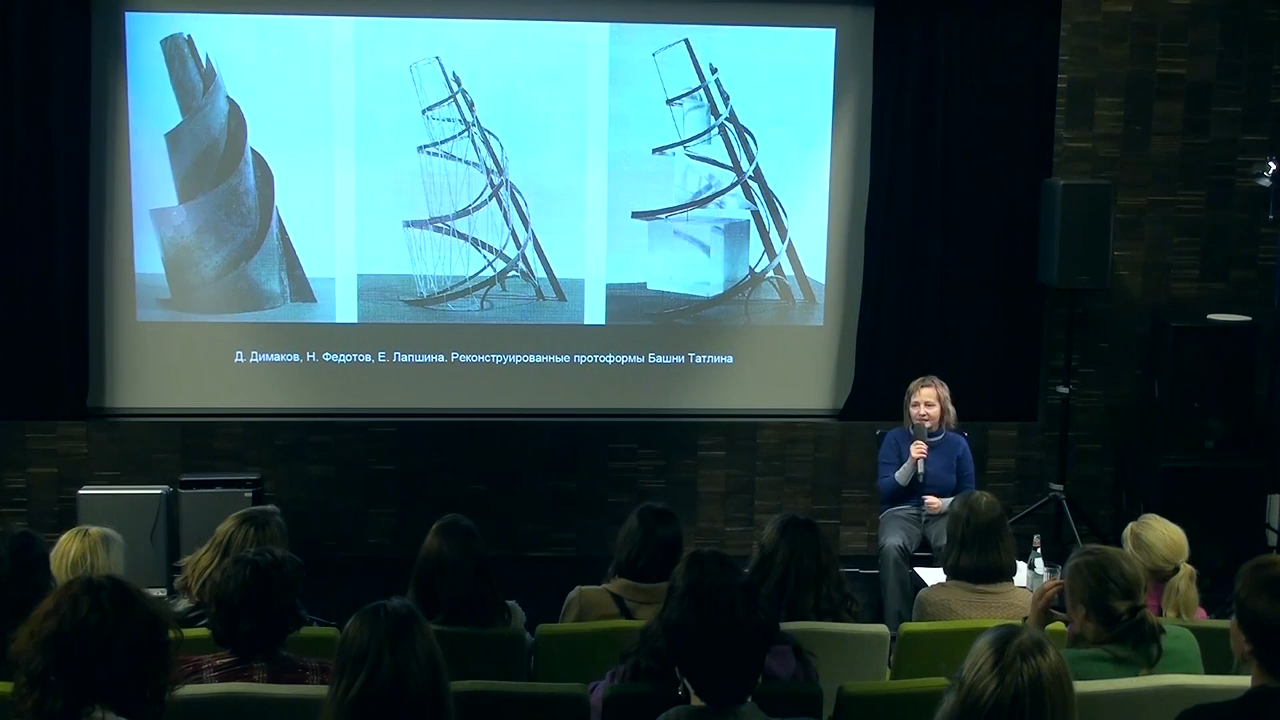 Д. Димаков, Н. Федотов, Е. Лапшина. Реконструированные протоформы Башни Татлина